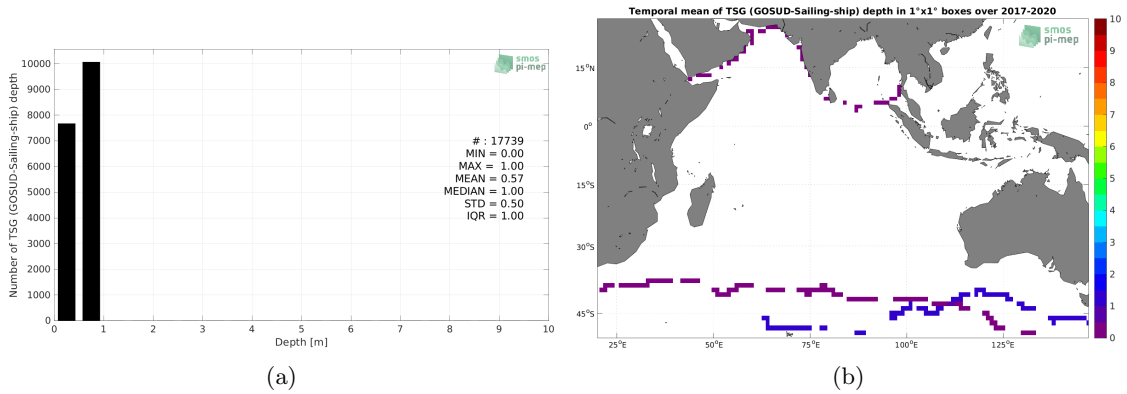 10000
9000
8000
7000
6000
5000
4000
3000
2000
1000
0
Number of TSG (GOSUD-Sailing-ship) depth
smos
pi-mep
# : 17739
MIN = 0.00
MAX = 1.00
MEAN = 0.57
MEDIAN = 1.00
STD = 0.50
IQR = 1.00
0 1 2 3 4 5 6 7 8 9 10
Depth [m]
(a)
Temporal mean of TSG (GOSUD-Sailing-ship) depth in 1°x1° boxes over 2017-2020
smos
pi-mep
15°N
0°
15°S
30°S
45°S
25°E 50°E 75°E 100°E 125°E
10
9
8
7
6
5
4
3
2
1
0
(b)